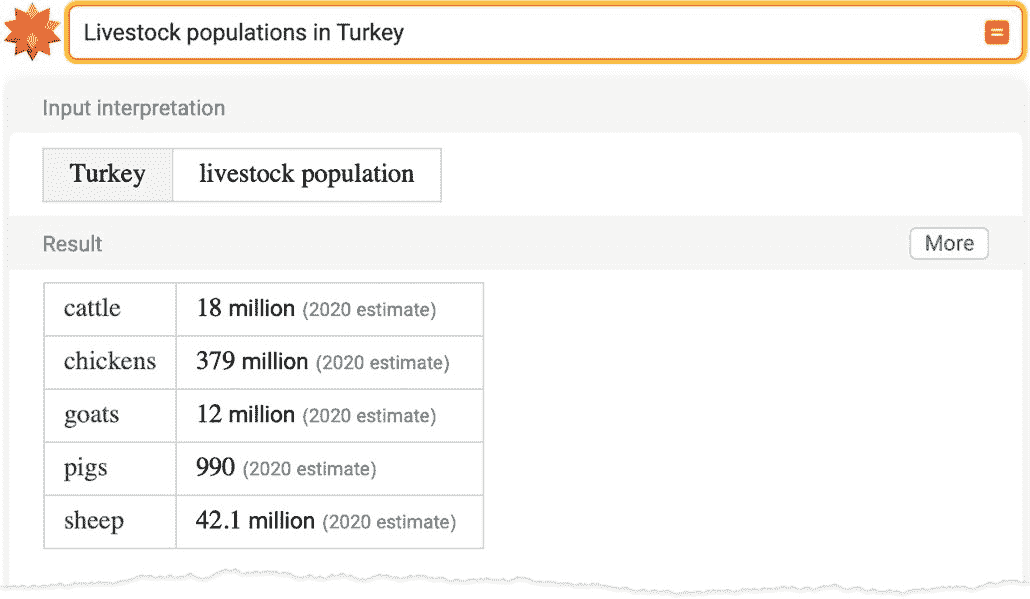 Livestock populations in Turkey
=
Input interpretation
Turkey livestock population
Result More
cattle 18 million (2020 estimate)
chickens 379 million (2020 estimate)
goats 12 million (2020 estimate)
pigs 990 (2020 estimate)
sheep 42.1 million (2020 estimate)